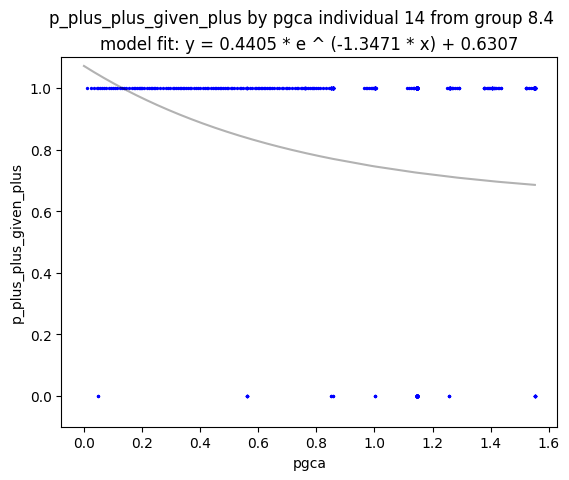 p_plus_plus_given_plus by pgca individual 14 from group 8.4
model fit: y = 0.4405 * e ^ (-1.3471 * x) + 0.6307
p_plus_plus_given_plus
1.0
0.8
0.6
0.4
0.2
0.0
0.0 0.2 0.4 0.6 0.8 1.0 1.2 1.4 1.6
pgca